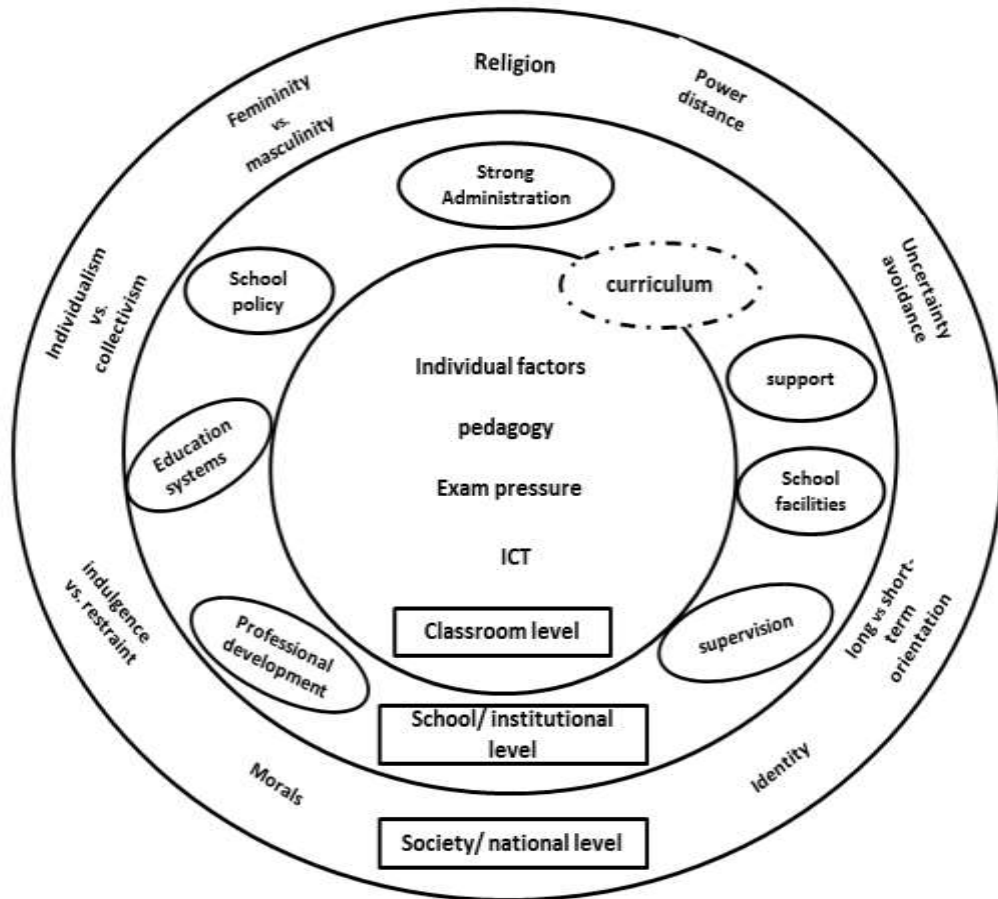 Religion
Femininity
vs.
masculinity
Power
distance
Strong
Administration
Individualism
vs.
collectivism
School
policy
curriculum
Uncertainty
avoidance
Individual factors
support
pedagogy
Education
systems
Exam pressure
School
facilities
ICT
indulgence
vs. restraint
Professional
development
Classroom level
supervision
long vs short-
term
orientation
School/ institutional
level
Morals
Identity
Society/ national level